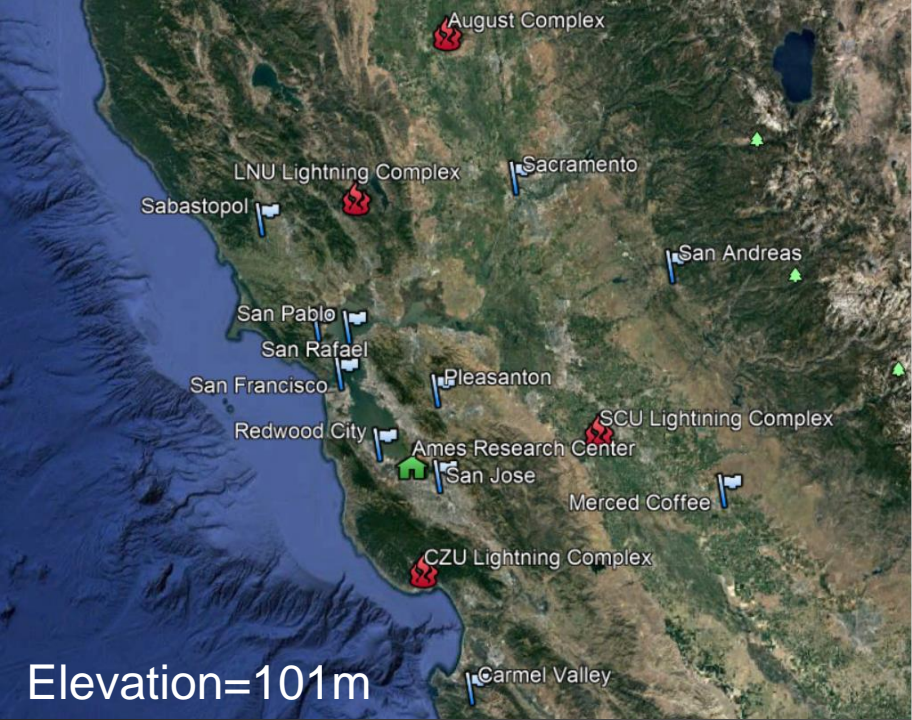 August Complex
LNU Lightning Complex
Sacramento
Sabastopol
San Andreas
San Pablo
San Rafael
San Francisco
Pleasanton
SCU Lightining Complex
Redwood City
Ames Research Center
San Jose
Merced Coffee
CZU Lightning Complex
Carmel Valley
Elevation=101m